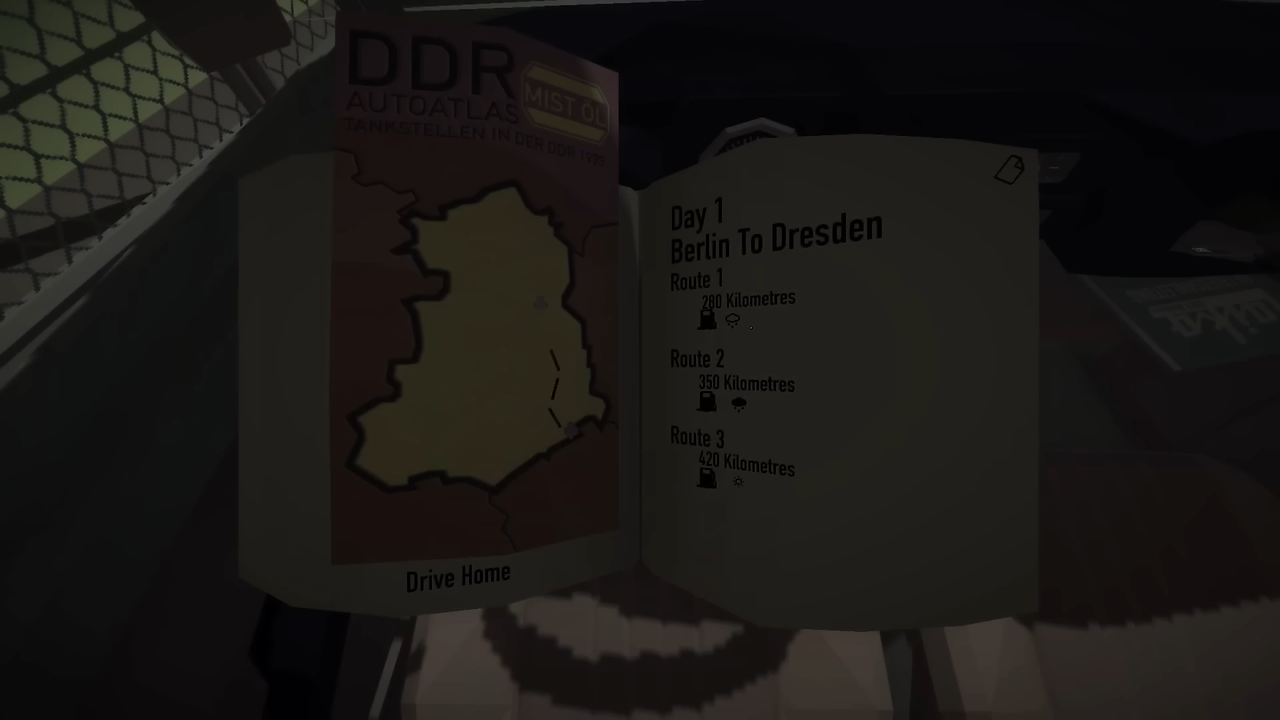 DDR
AUTOATLAS
MIST ÖL
TANKSTELLEN IN DER DDR
Drive Home
Day 1
Berlin To Dresden
Route 1
280 Kilometres
Route 2
350 Kilometres
Route 3
420 Kilometres